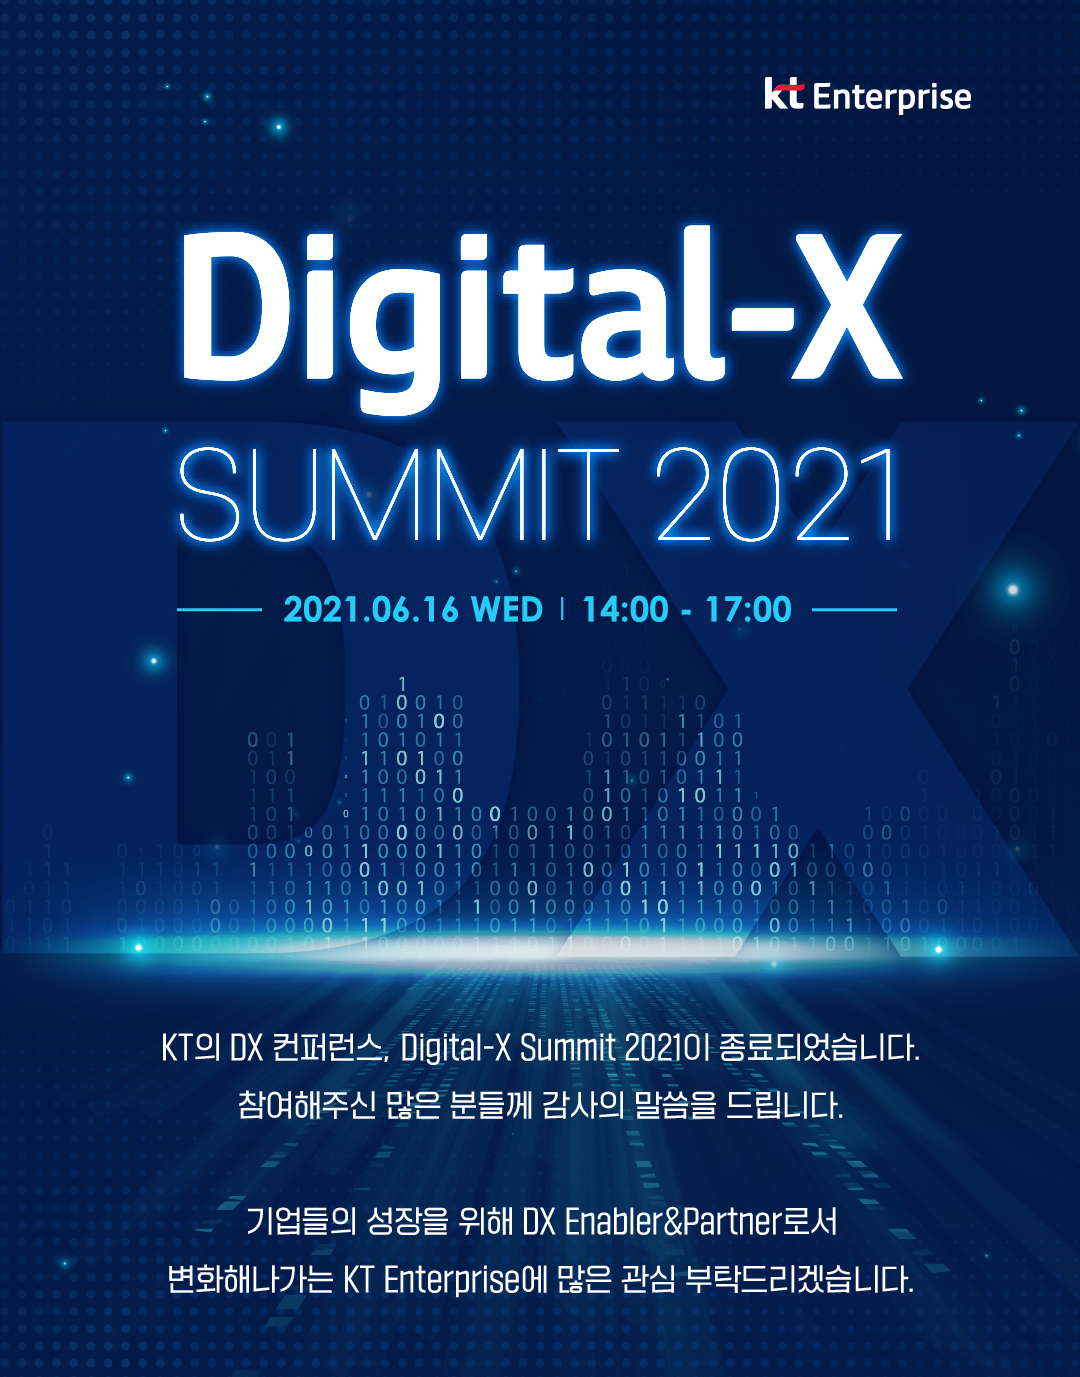 kt Enterprise
Digital-X
SUMMIT 2021
2021.06.16 WED | 14:00 - 17:00
DX
KT의 DX 컨퍼런스, Digital-X Summit 2021이 종료되었습니다.
참여해주신 많은 분들께 감사의 말씀을 드립니다.
기업들의 성장을 위해 DX Enabler&Partner로서
변화해나가는 KT Enterprise에 많은 관심 부탁드리겠습니다.